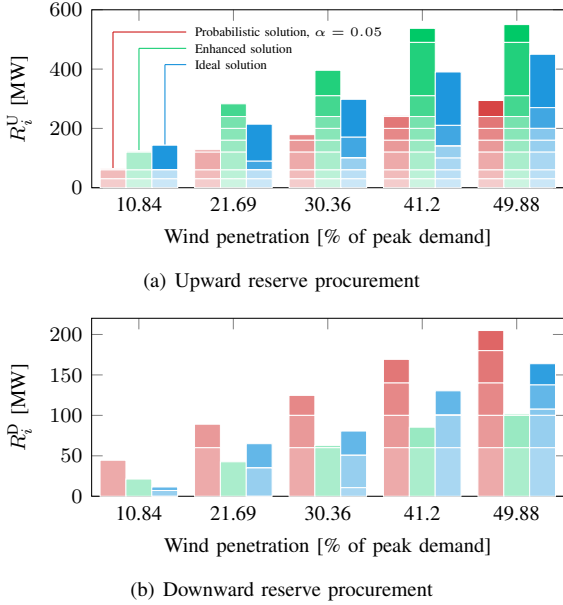 600
400
200
0
R_i^U [MW]
Probabilistic solution, α = 0.05
Enhanced solution
Ideal solution
10.84 21.69 30.36 41.2 49.88
Wind penetration [% of peak demand]
(a) Upward reserve procurement
200
150
100
50
0
R_i^D [MW]
10.84 21.69 30.36 41.2 49.88
Wind penetration [% of peak demand]
(b) Downward reserve procurement